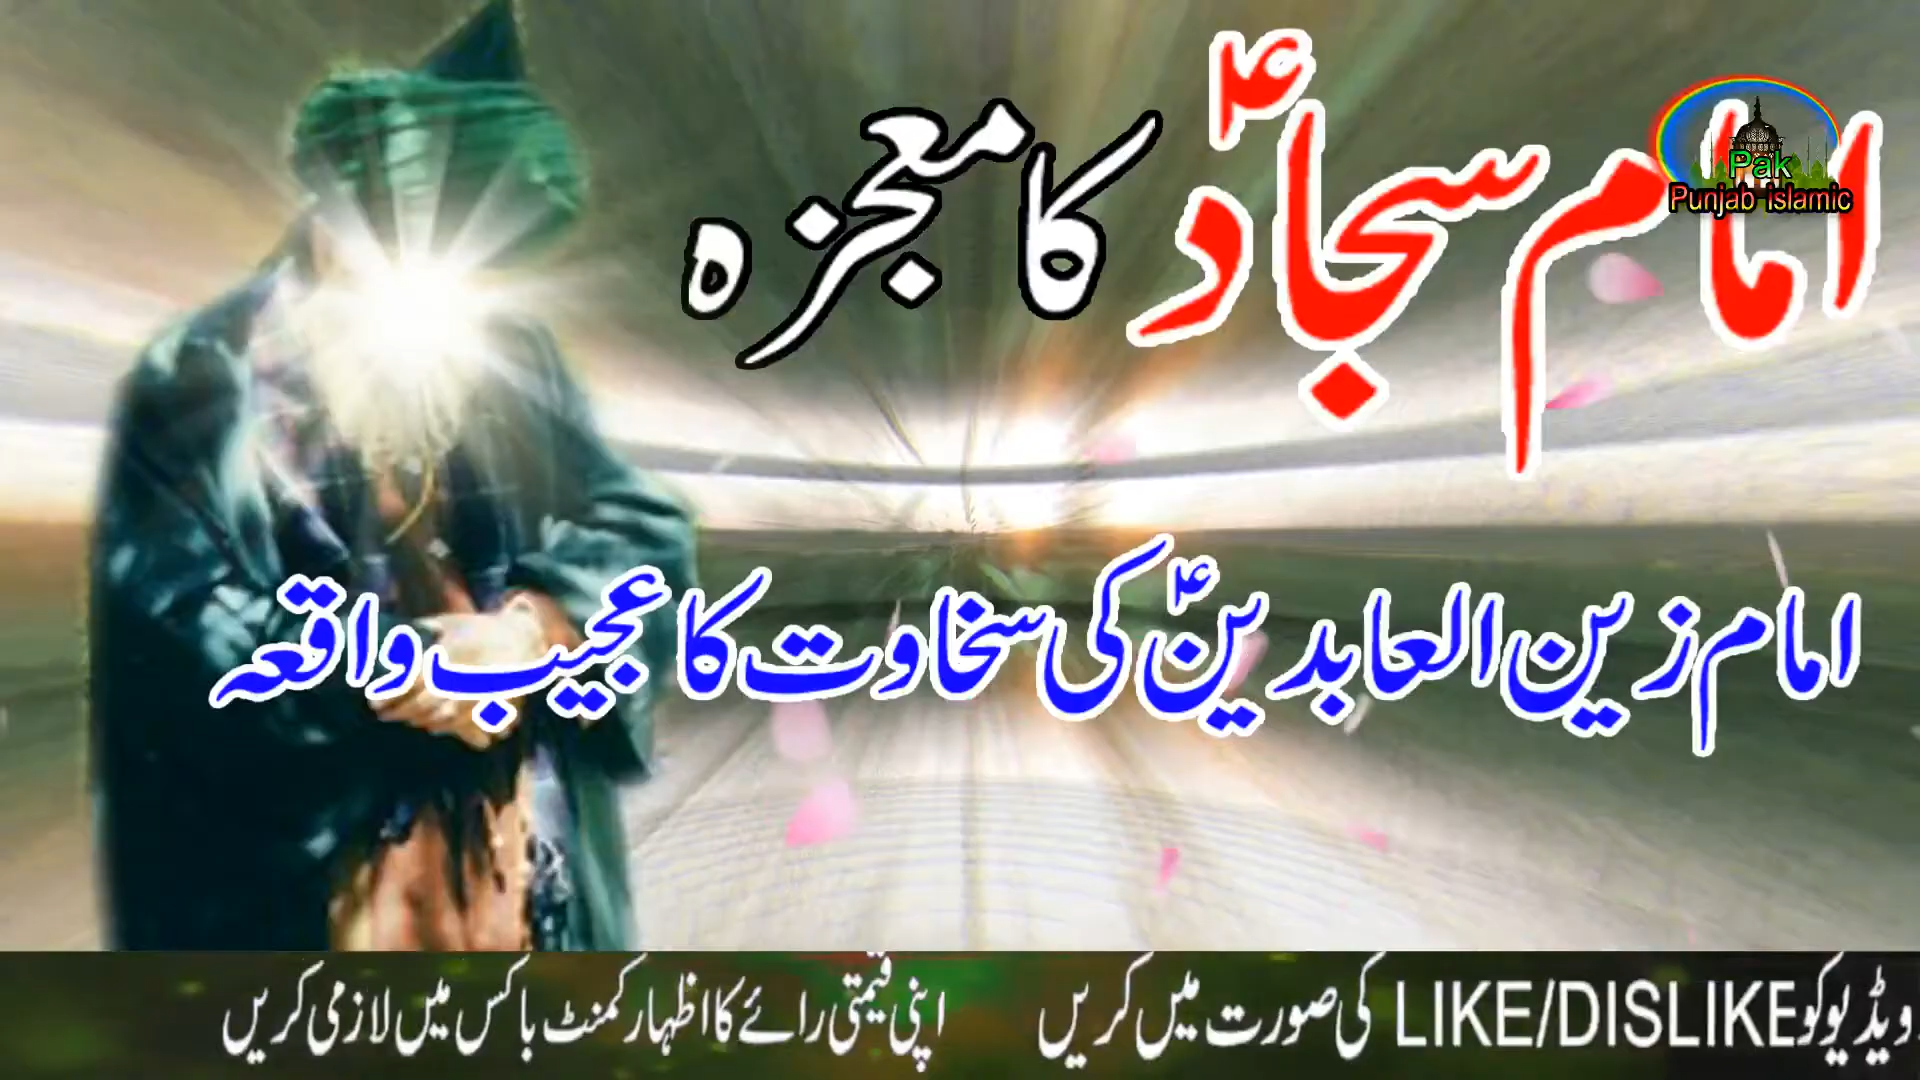 امام سجادؑ کا معجزہ
Pak
Punjab islamic
امام زین العابدینؑ کی سخاوت کا عجیب واقعہ
ویڈیو کو LIKE/DISLIKE کی صورت میں کریں اپنی قیمتی رائے کا اظہار کمنٹ باکس میں لازمی کریں